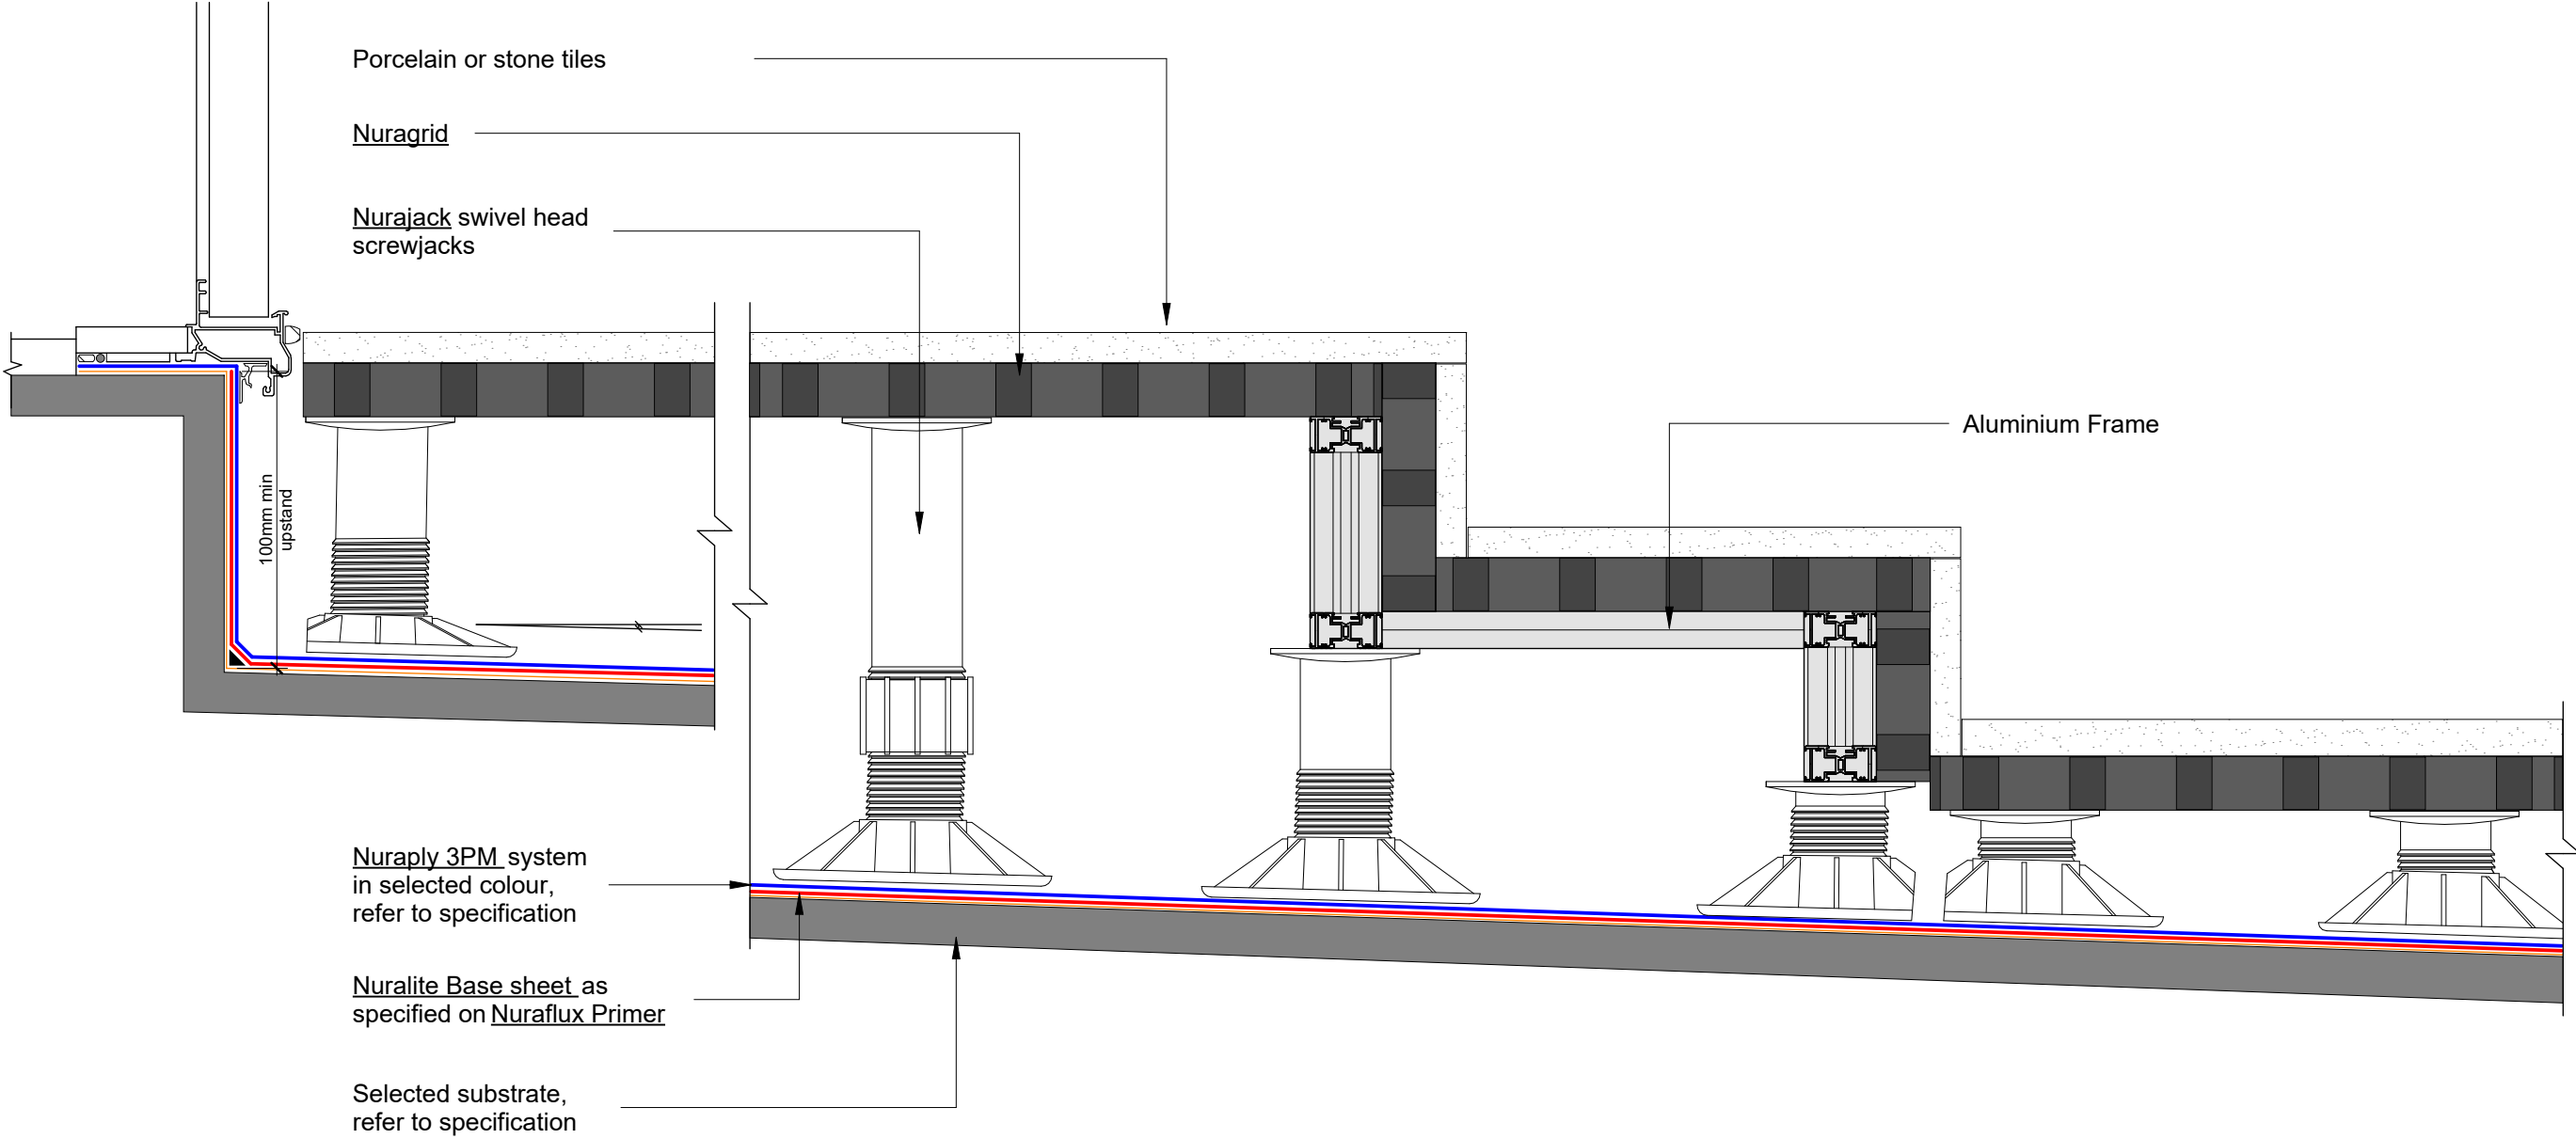 Porcelain or stone tiles
Nuragrid
Nurajack swivel head
screwjacks
Aluminium Frame
100mm min
upstand
Nuraply 3PM system
in selected colour,
refer to specification
Nuralite Base sheet as
specified on Nuraflux Primer
Selected substrate,
refer to specification